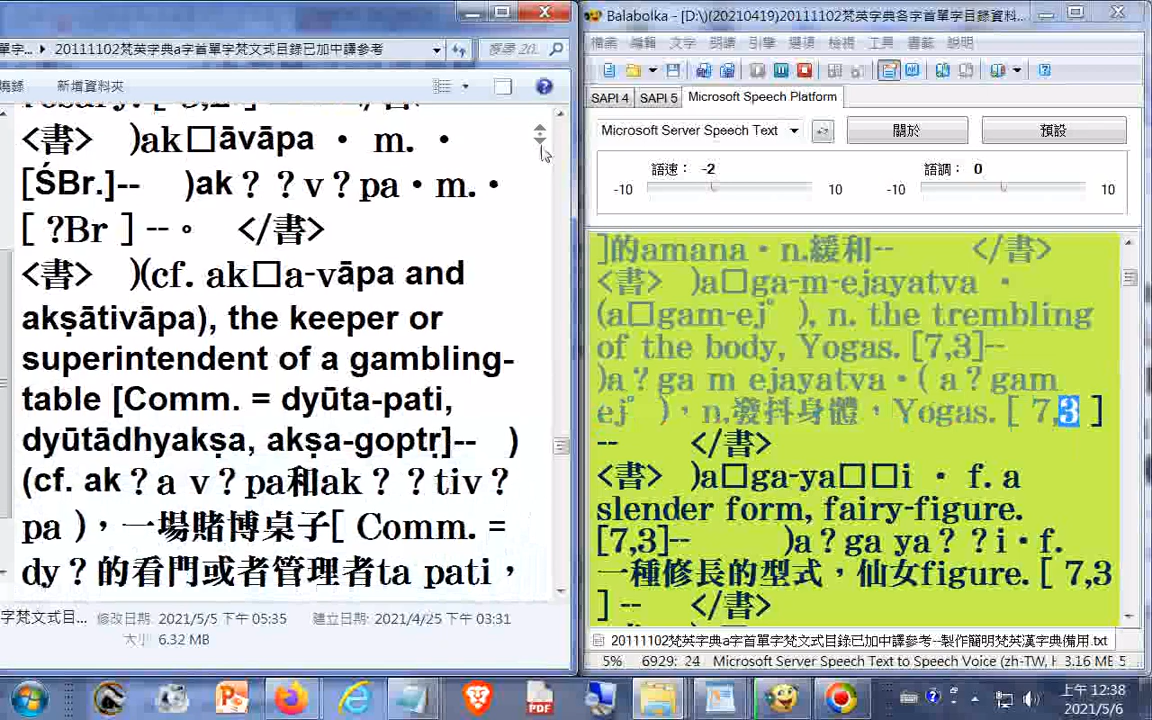 單字... ▸ 20111102梵英字典a字首單字梵文式目錄已加中譯參考
搜尋 20...
燒錄 新增資料夾
<書> )ak□āvāpa ‧ m. ‧
[ŚBr.]-- )ak？？v？pa‧m.‧
[ ?Br ] --。 </書>
<書> )(cf. ak□a-vāpa and
akṣātivāpa), the keeper or
superintendent of a gambling-
table [Comm. = dyūta-pati,
dyūtādhyakṣa, akṣa-goptṛ]-- )
(cf. ak？a v？pa和ak？？tiv？
pa )，一場賭博桌子[ Comm. =
dy？的看門或者管理者ta pati，
字梵文式目... 修改日期: 2021/5/5 下午 05:35 建立日期: 2021/4/25 下午 03:31
大小: 6.32 MB
Balabolka - [D:\)(20210419)20111102梵英字典各字首單字目錄資料...
檔案 編輯 文字 朗讀 引擎 選項 檢視 工具 書籤 說明
SAPI 4 SAPI 5 Microsoft Speech Platform
Microsoft Server Speech Text 關於 預設
語速: -2 語調: 0
-10 10 -10 10
]的amana‧n.緩和-- </書>
<書> )a□ga-m-ejayatva ‧
(a□gam-ej゜), n. the trembling
of the body, Yogas. [7,3]--
)a？ga m ejayatva‧( a？gam
ej゜)，n.發抖身體，Yogas. [ 7,3 ]
-- </書>
<書> )a□ga-ya□□i ‧ f. a
slender form, fairy-figure.
[7,3]-- )a？ga ya？？i‧f.
一種修長的型式，仙女figure. [ 7,3
] -- </書>
20111102梵英字典a字首單字梵文式目錄已加中譯參考--製作簡明梵英漢字典備用.txt
5% 6929: 24 Microsoft Server Speech Text to Speech Voice (zh-TW, H 3.16 MB 5
PDF
上午 12:38
2021/5/6